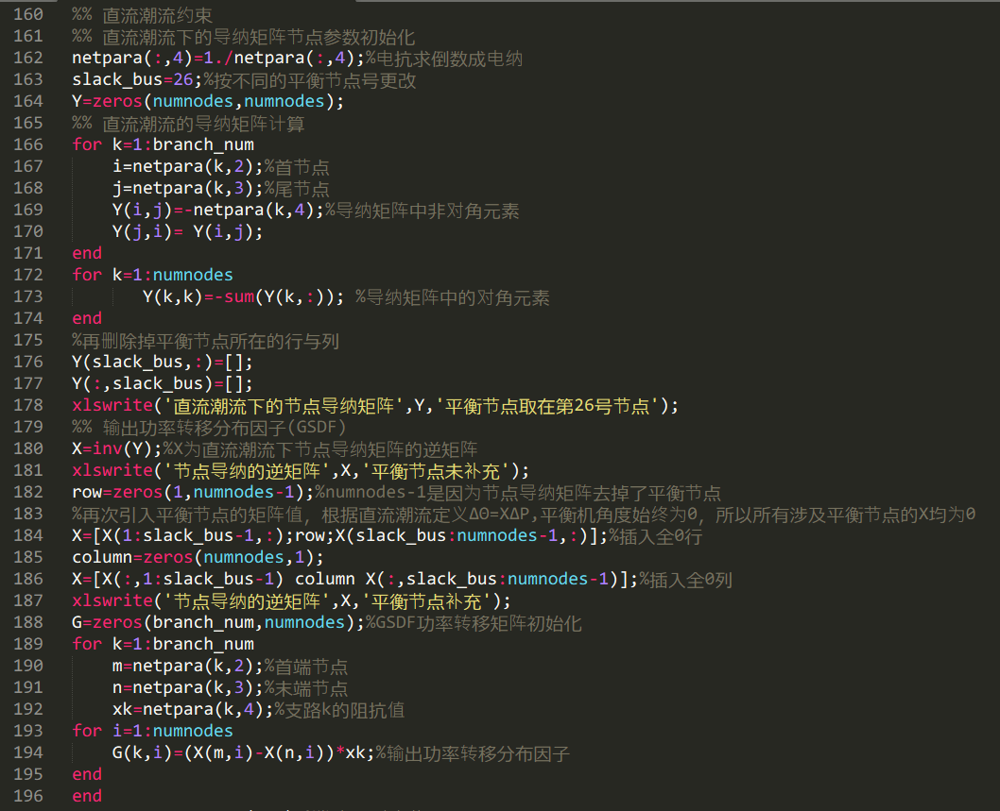 160 %% 直流潮流约束
161 %% 直流潮流下的导纳矩阵节点参数初始化
162 netpara(:,4)=1./netpara(:,4);%电抗求倒数成电纳
163 slack_bus=26;%按不同的平衡节点号更改
164 Y=zeros(numnodes,numnodes);
165 %% 直流潮流的导纳矩阵计算
166 for k=1:branch_num
167 i=netpara(k,2);%首节点
168 j=netpara(k,3);%尾节点
169 Y(i,j)=-netpara(k,4);%导纳矩阵中非对角元素
170 Y(j,i)= Y(i,j);
171 end
172 for k=1:numnodes
173 Y(k,k)=-sum(Y(k,:)); %导纳矩阵中的对角元素
174 end
175 %再删除掉平衡节点所在的行与列
176 Y(slack_bus,:)=[];
177 Y(:,slack_bus)=[];
178 xlswrite('直流潮流下的节点导纳矩阵',Y,'平衡节点取在第26号节点');
179 %% 输出功率转移分布因子(GSDF)
180 X=inv(Y);%X为直流潮流下节点导纳矩阵的逆矩阵
181 xlswrite('节点导纳的逆矩阵',X,'平衡节点未补充');
182 row=zeros(1,numnodes-1);%numnodes-1是因为节点导纳矩阵去掉了平衡节点
183 %再次引入平衡节点的矩阵值，根据直流潮流定义ΔΘ=XΔP,平衡机角度始终为0，所以所有涉及平衡节点的X均为0
184 X=[X(1:slack_bus-1,:);row;X(slack_bus:numnodes-1,:)];%插入全0行
185 column=zeros(numnodes,1);
186 X=[X(:,1:slack_bus-1) column X(:,slack_bus:numnodes-1)];%插入全0列
187 xlswrite('节点导纳的逆矩阵',X,'平衡节点补充');
188 G=zeros(branch_num,numnodes);%GSDF功率转移矩阵初始化
189 for k=1:branch_num
190 m=netpara(k,2);%首端节点
191 n=netpara(k,3);%末端节点
192 xk=netpara(k,4);%支路k的阻抗值
193 for i=1:numnodes
194 G(k,i)=(X(m,i)-X(n,i))*xk;%输出功率转移分布因子
195 end
196 end